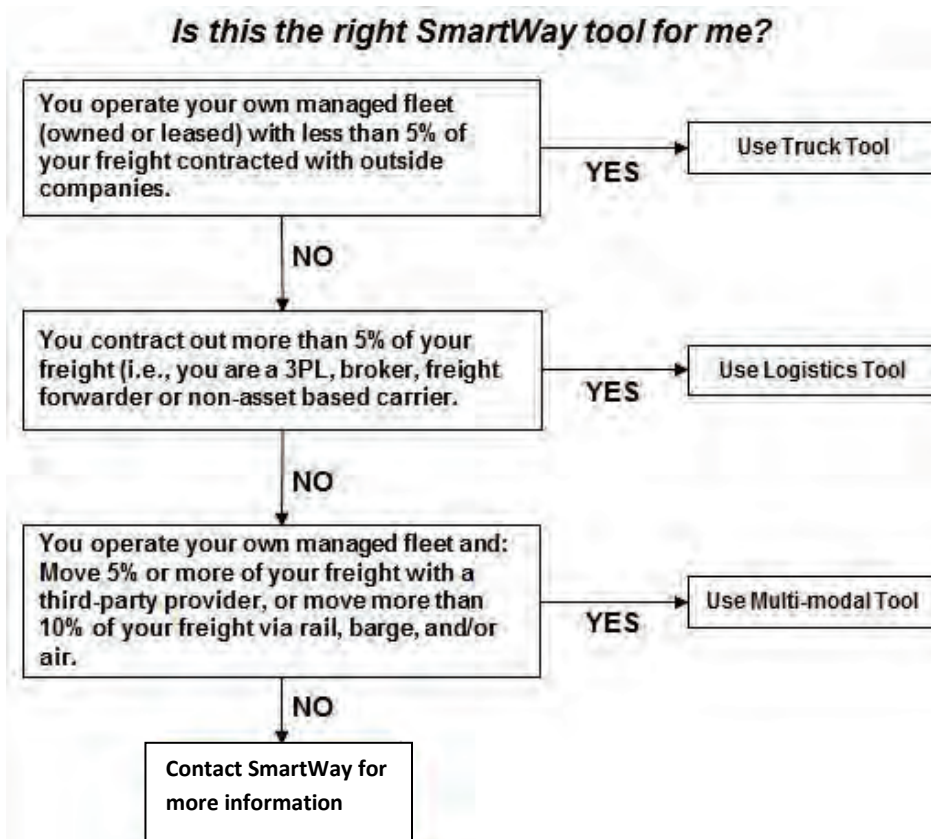 Is this the right SmartWay tool for me?
You operate your own managed fleet
(owned or leased) with less than 5% of
your freight contracted with outside
companies.
YES
Use Truck Tool
NO
You contract out more than 5% of your
freight (i.e., you are a 3PL, broker, freight
forwarder or non-asset based carrier.
YES
Use Logistics Tool
NO
You operate your own managed fleet and:
Move 5% or more of your freight with a
third-party provider, or move more than
10% of your freight via rail, barge, and/or
air.
YES
Use Multi-modal Tool
NO
Contact SmartWay for
more information